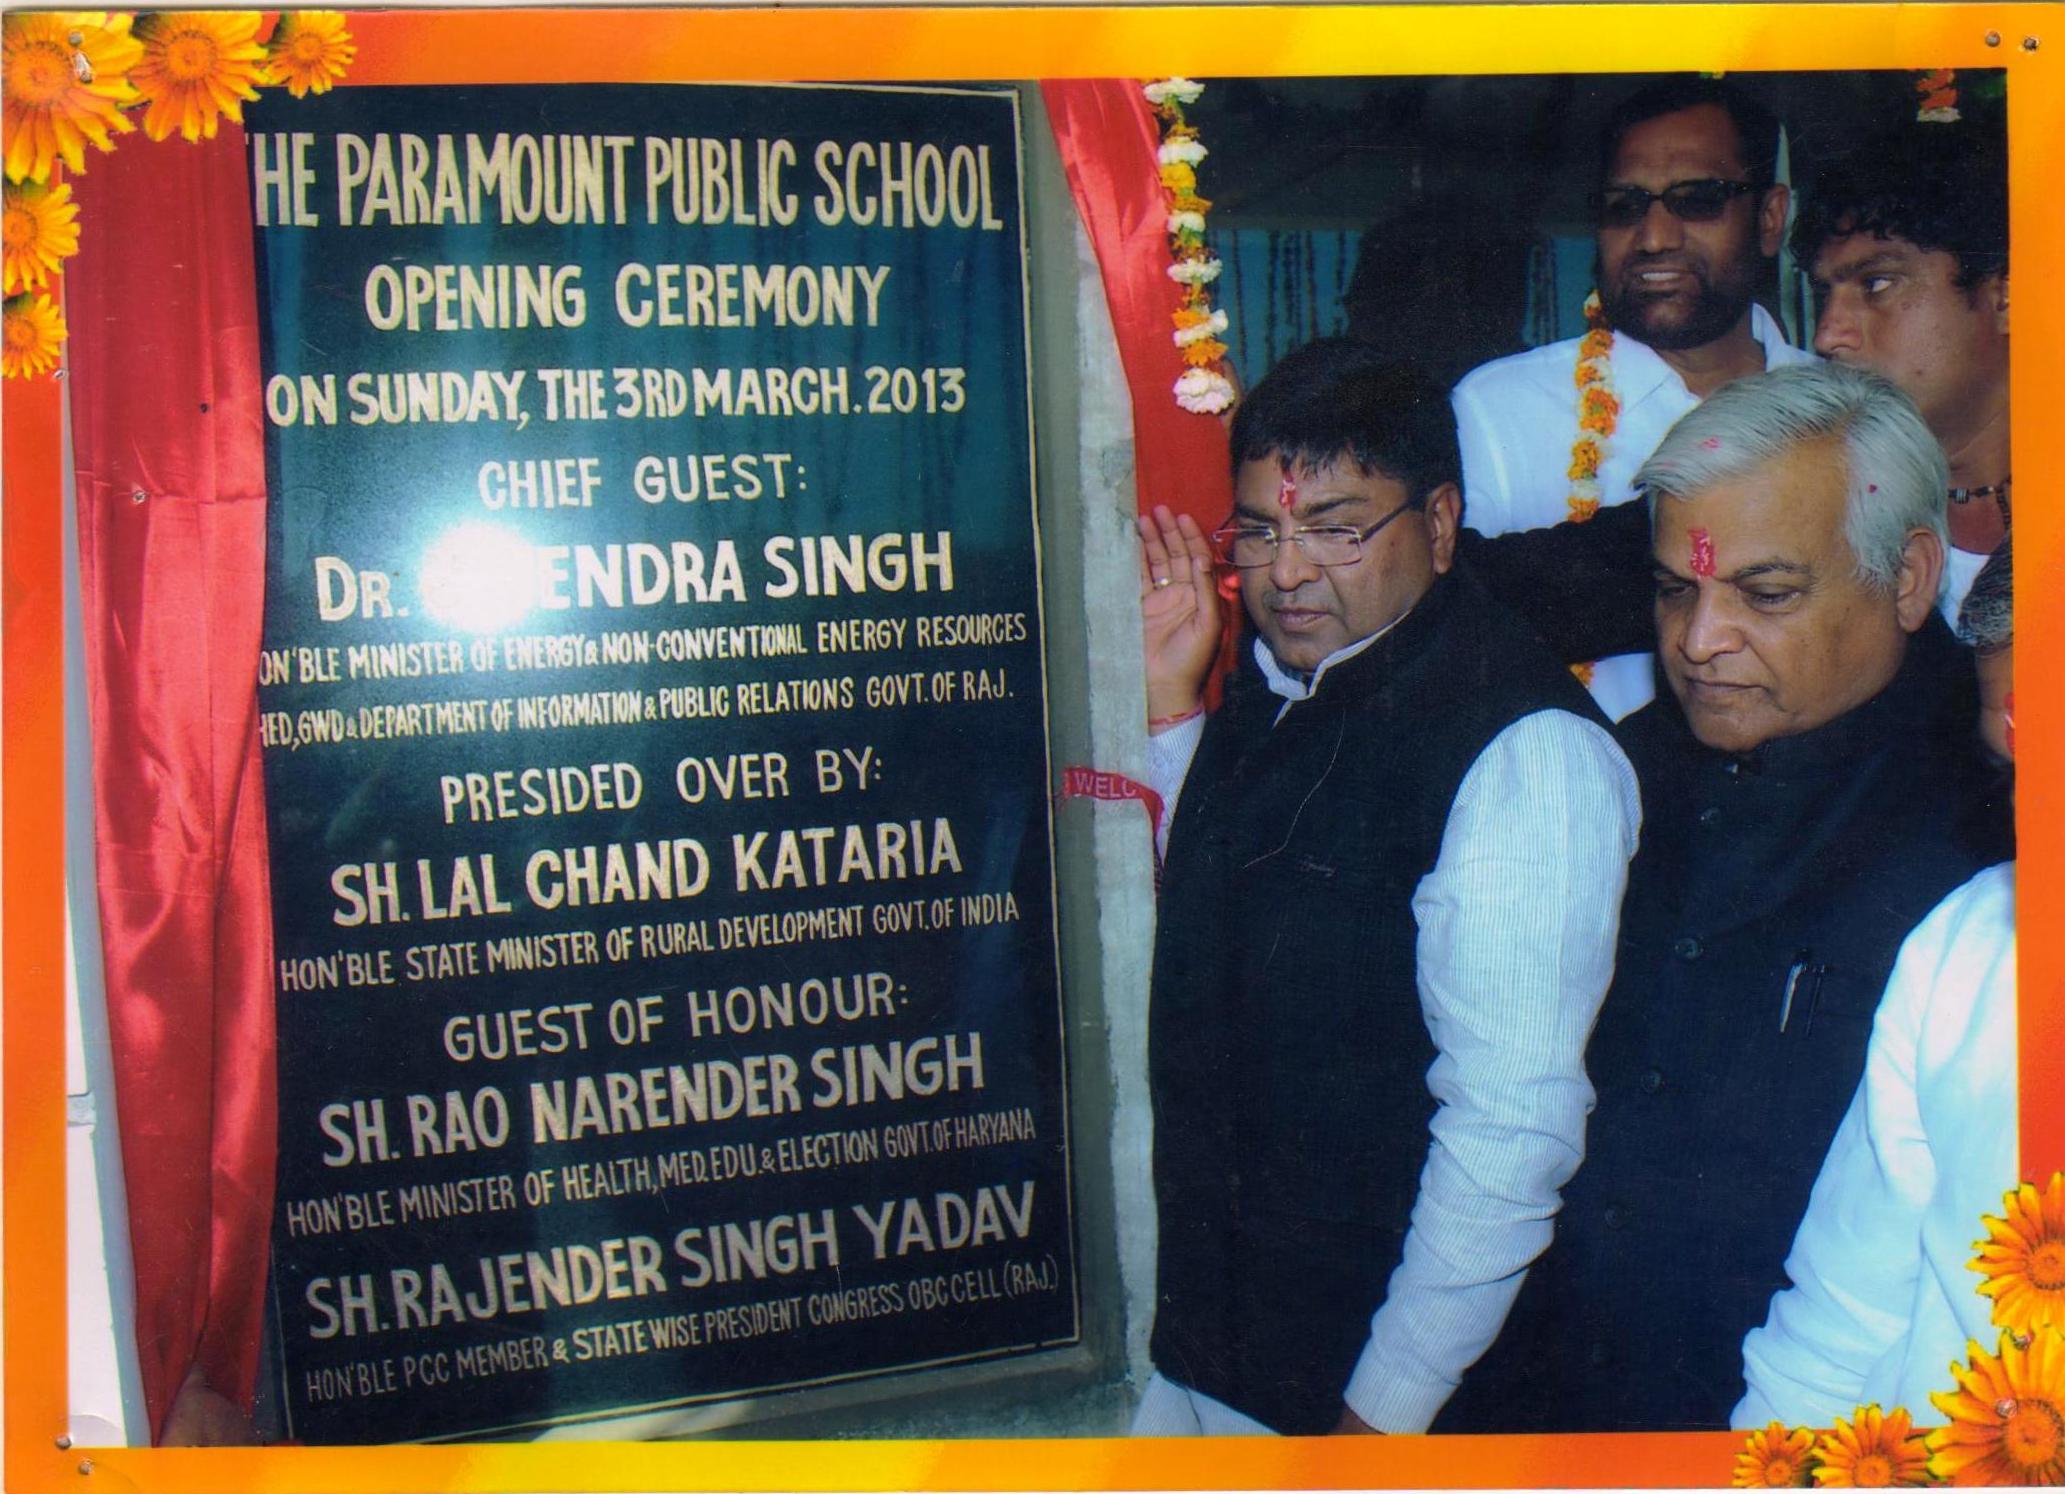 HE PARAMOUNT PUBLIC SCHOOL
OPENING CEREMONY
ON SUNDAY, THE 3RD MARCH. 2013
CHIEF GUEST:
DR. ENDRA SINGH
ON'BLE MINISTER OF ENERGY & NON-CONVENTIONAL ENERGY RESOURCES
HED, GWD & DEPARTMENT OF INFORMATION & PUBLIC RELATIONS GOVT. OF RAJ.
PRESIDED OVER BY:
SH. LAL CHAND KATARIA
HON'BLE STATE MINISTER OF RURAL DEVELOPMENT GOVT. OF INDIA
GUEST OF HONOUR:
SH. RAO NARENDER SINGH
HON'BLE MINISTER OF HEALTH, MED.EDU. & ELECTION GOVT. OF HARYANA
SH. RAJENDER SINGH YADAV
HON'BLE PCC MEMBER & STATE WISE PRESIDENT CONGRESS OBC CELL (RAJ.)
WELC